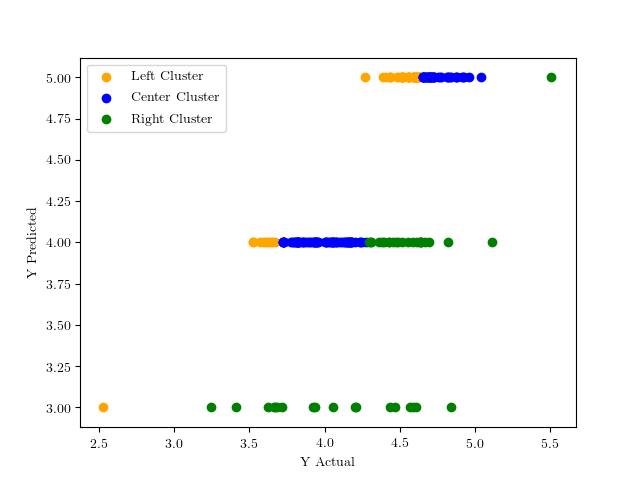 Left Cluster
Center Cluster
Right Cluster
5.00
4.75
4.50
4.25
4.00
3.75
3.50
3.25
3.00
Y Predicted
2.5 3.0 3.5 4.0 4.5 5.0 5.5
Y Actual